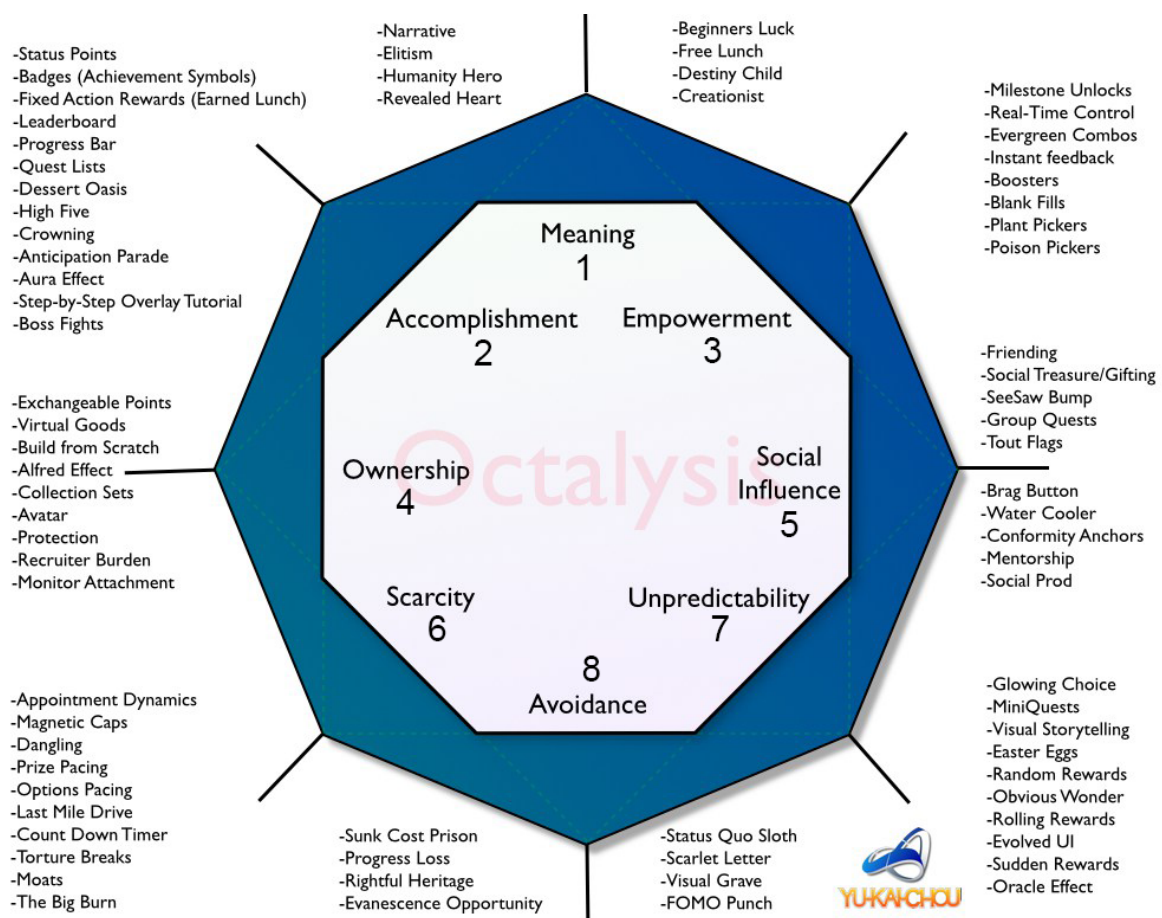 -Narrative
-Elitism
-Humanity Hero
-Revealed Heart
-Beginners Luck
-Free Lunch
-Destiny Child
-Creationist
-Status Points
-Badges (Achievement Symbols)
-Fixed Action Rewards (Earned Lunch)
-Leaderboard
-Progress Bar
-Quest Lists
-Dessert Oasis
-High Five
-Crowning
-Anticipation Parade
-Aura Effect
-Step-by-Step Overlay Tutorial
-Boss Fights
-Milestone Unlocks
-Real-Time Control
-Evergreen Combos
-Instant feedback
-Boosters
-Blank Fills
-Plant Pickers
-Poison Pickers
Meaning
1
Accomplishment
2
Empowerment
3
-Exchangeable Points
-Virtual Goods
-Build from Scratch
-Alfred Effect
-Collection Sets
-Avatar
-Protection
-Recruiter Burden
-Monitor Attachment
Octalysis
Ownership
4
Social
Influence
5
-Friending
-Social Treasure/Gifting
-SeeSaw Bump
-Group Quests
-Tout Flags
-Brag Button
-Water Cooler
-Conformity Anchors
-Mentorship
-Social Prod
Scarcity
6
Unpredictability
7
8
Avoidance
-Appointment Dynamics
-Magnetic Caps
-Dangling
-Prize Pacing
-Options Pacing
-Last Mile Drive
-Count Down Timer
-Torture Breaks
-Moats
-The Big Burn
-Sunk Cost Prison
-Progress Loss
-Rightful Heritage
-Evanescence Opportunity
-Status Quo Sloth
-Scarlet Letter
-Visual Grave
-FOMO Punch
-Glowing Choice
-MiniQuests
-Visual Storytelling
-Easter Eggs
-Random Rewards
-Obvious Wonder
-Rolling Rewards
-Evolved UI
-Sudden Rewards
-Oracle Effect
YU-KAI-CHOU